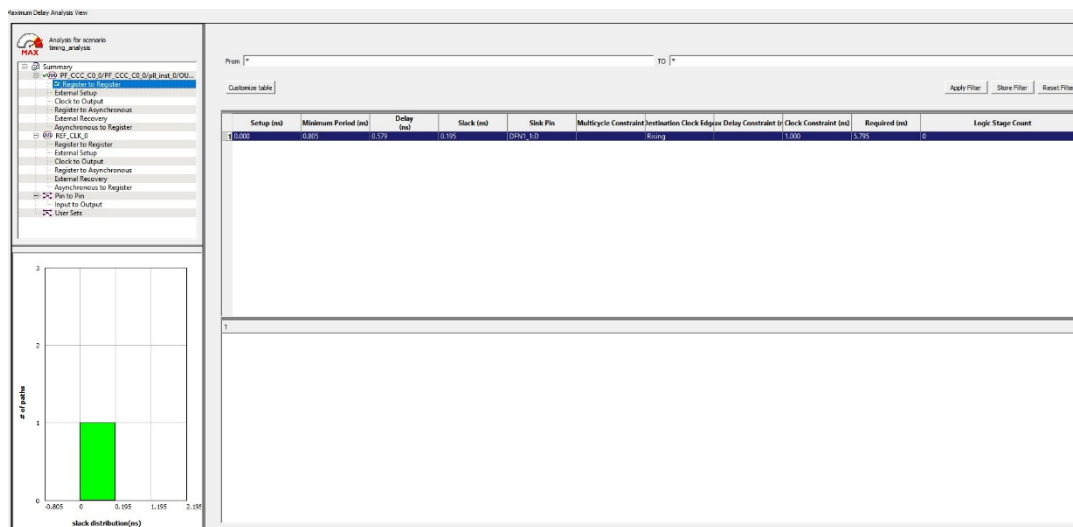 Maximum Delay Analysis View
Analysis for scenario
timing_analysis
MAX
Summary
PF_CCC_C0_0/PF_CCC_C0_0/pll_inst_0/OU...
Register to Register
External Setup
Clock to Output
Register to Asynchronous
External Recovery
Asynchronous to Register
REF_CLK_0
Register to Register
External Setup
Clock to Output
Register to Asynchronous
External Recovery
Asynchronous to Register
Pin to Pin
Input to Output
User Sets
From * TO *
Customize table Apply Filter Store Filter Reset Filter
Setup (ns) Minimum Period (ns) Delay (ns) Slack (ns) Sink Pin Multicycle Constraint Destination Clock Edge Delay Constraint Clock Constraint (ns) Required (ns) Logic Stage Count
1 0.000 0.805 0.579 0.195 DFN1_1:D Rising 1.000 5.795 0
1
# of paths
3
2
1
0
-0.805 0 0.195 1.195 2.195
slack distribution(ns)